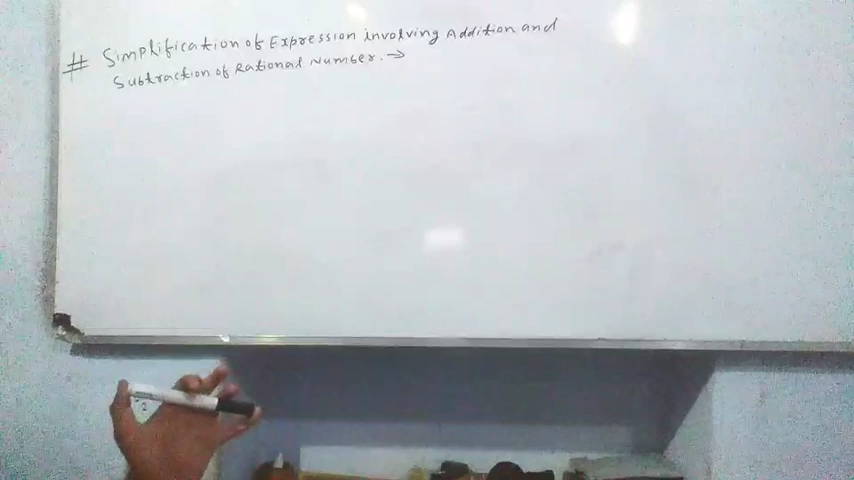 # Simplification of Expression involving Addition and
Subtraction of Rational Number. →